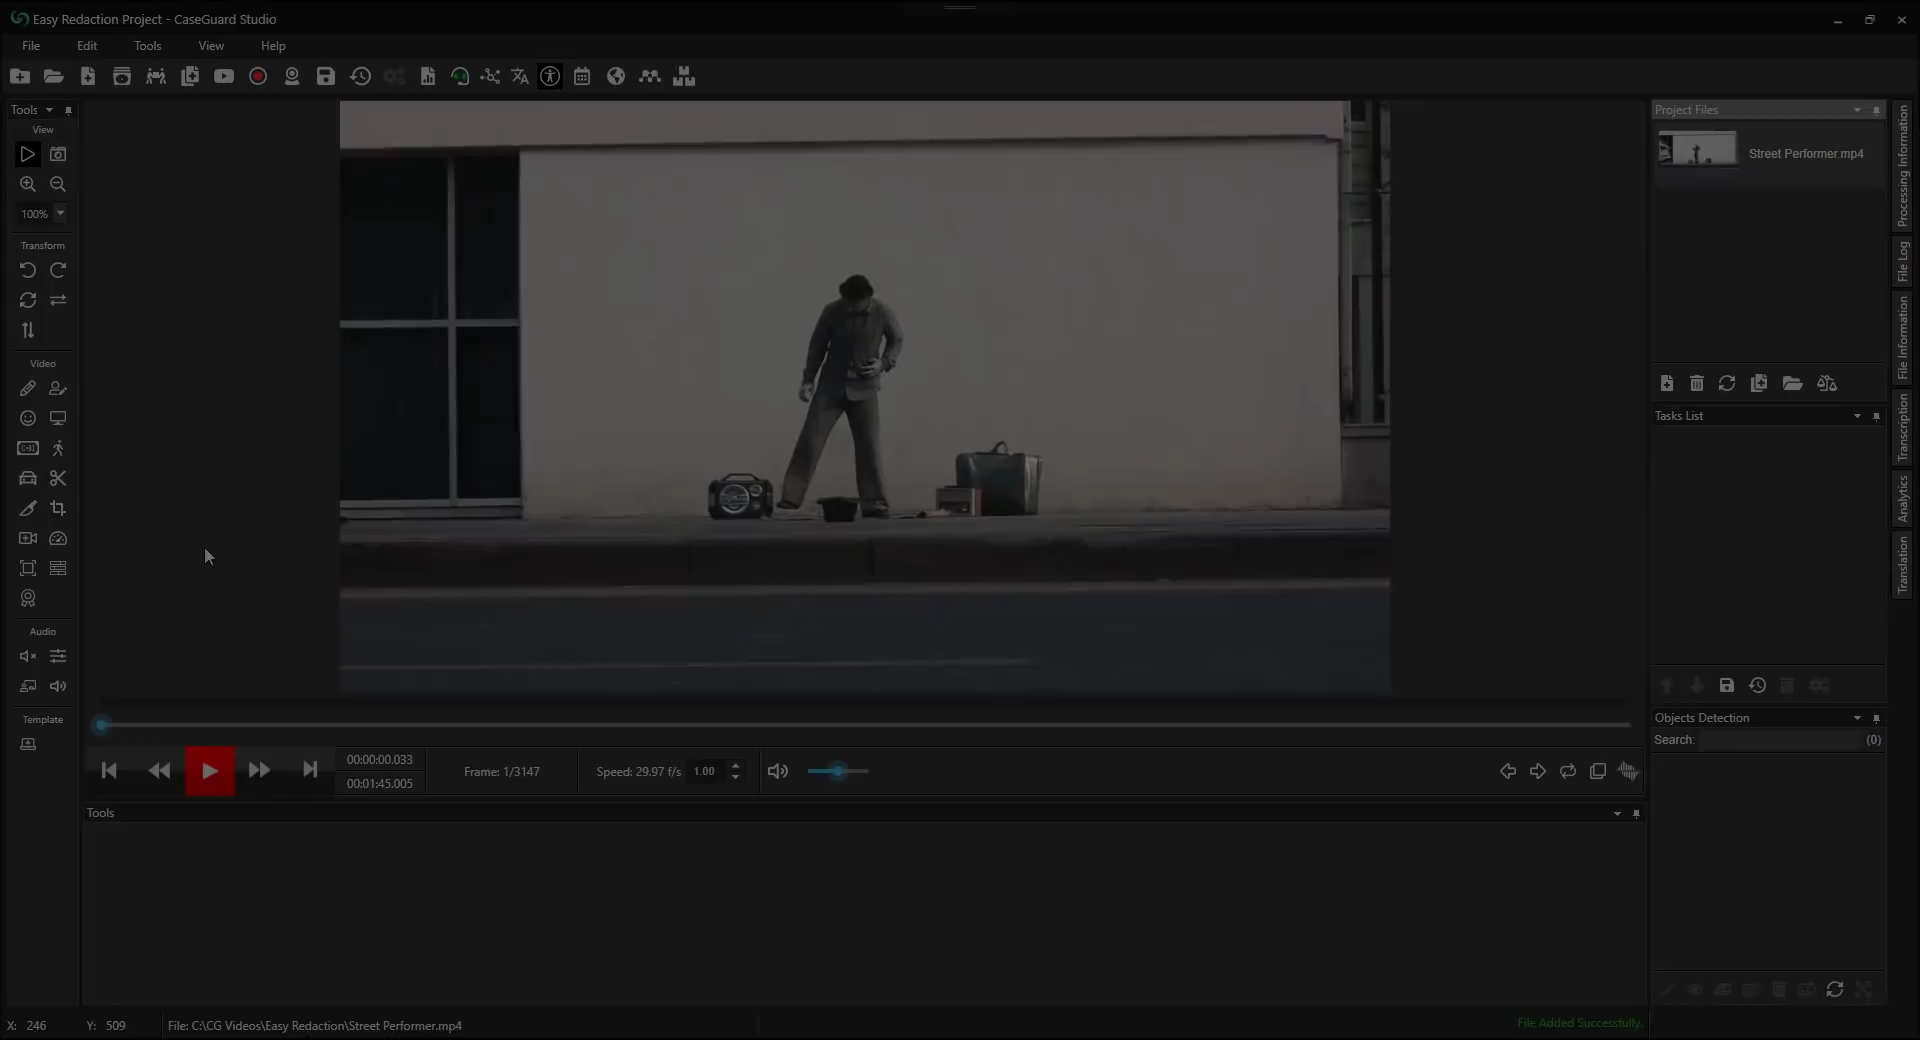 Easy Redaction Project - CaseGuard Studio
File Edit Tools View Help
Tools
View
100%
Transform
Video
Audio
Template
Project Files
Street Performer.mp4
Tasks List
Objects Detection
Search: (0)
Processing Information
File Log
File Information
Transcription
Analytics
Translation
00:00:00.033
00:01:45.005
Frame: 1/3147
Speed: 29.97 f/s 1.00
Tools
X: 246 Y: 509 File: C:\CG Videos\Easy Redaction\Street Performer.mp4
File Added Successfully.